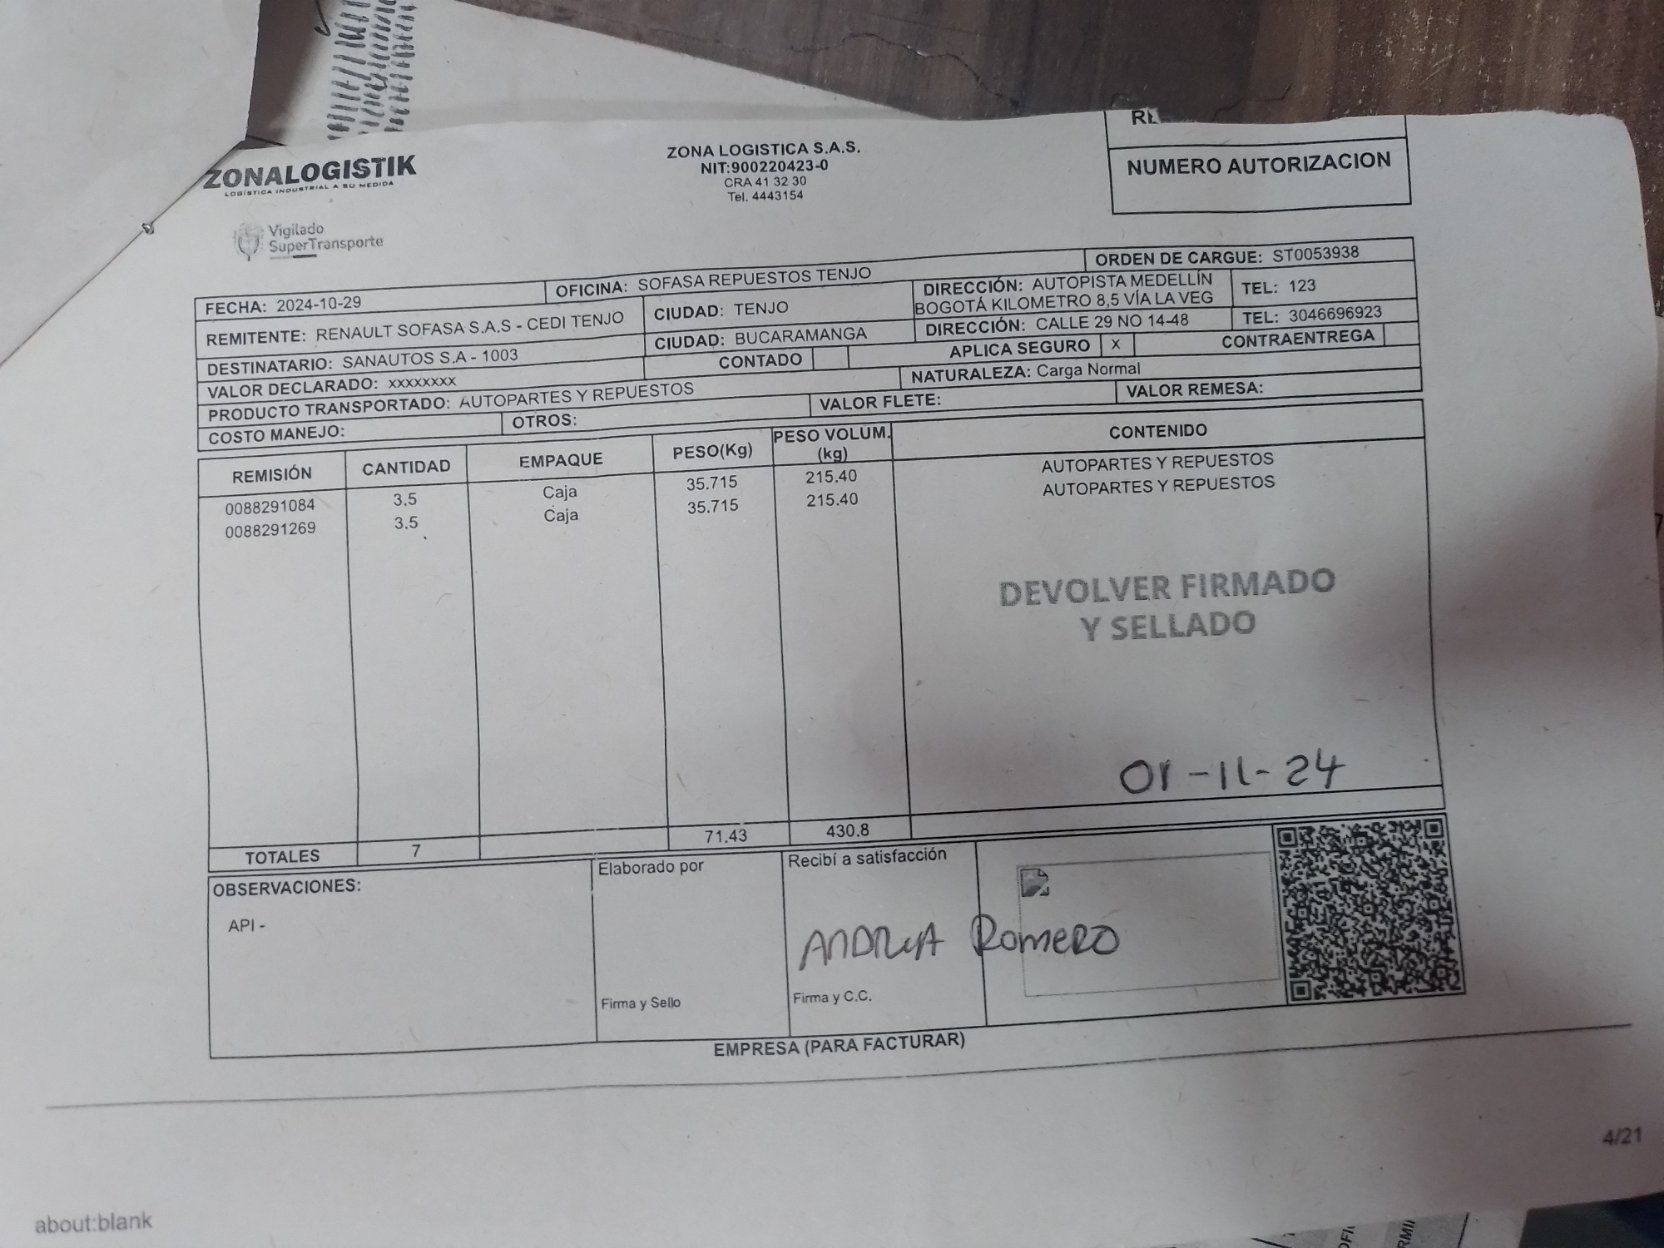 ZONALOGISTIK
LOGÍSTICA INDUSTRIAL A SU MEDIDA
Vigilado
SuperTransporte
ZONA LOGISTICA S.A.S.
NIT:900220423-0
CRA 41 32 30
Tel. 4443154
NUMERO AUTORIZACION
FECHA: 2024-10-29 OFICINA: SOFASA REPUESTOS TENJO ORDEN DE CARGUE: ST0053938
REMITENTE: RENAULT SOFASA S.A.S - CEDI TENJO CIUDAD: TENJO DIRECCIÓN: AUTOPISTA MEDELLÍN BOGOTÁ KILOMETRO 8,5 VÍA LA VEG TEL: 123
DESTINATARIO: SANAUTOS S.A - 1003 CIUDAD: BUCARAMANGA DIRECCIÓN: CALLE 29 NO 14-48 TEL: 3046696923
VALOR DECLARADO: xxxxxxxx CONTADO APLICA SEGURO X CONTRAENTREGA
PRODUCTO TRANSPORTADO: AUTOPARTES Y REPUESTOS NATURALEZA: Carga Normal
COSTO MANEJO: OTROS: VALOR FLETE: VALOR REMESA:
REMISIÓN CANTIDAD EMPAQUE PESO(Kg) PESO VOLUM. (kg) CONTENIDO
0088291084 3.5 Caja 35.715 215.40 AUTOPARTES Y REPUESTOS
0088291269 3.5 Caja 35.715 215.40 AUTOPARTES Y REPUESTOS
DEVOLVER FIRMADO
Y SELLADO
01-11-24
TOTALES 7 71.43 430.8
OBSERVACIONES:
API -
Elaborado por
Firma y Sello
Recibí a satisfacción
ANDREA ROMERO
Firma y C.C.
EMPRESA (PARA FACTURAR)
4/21
about:blank